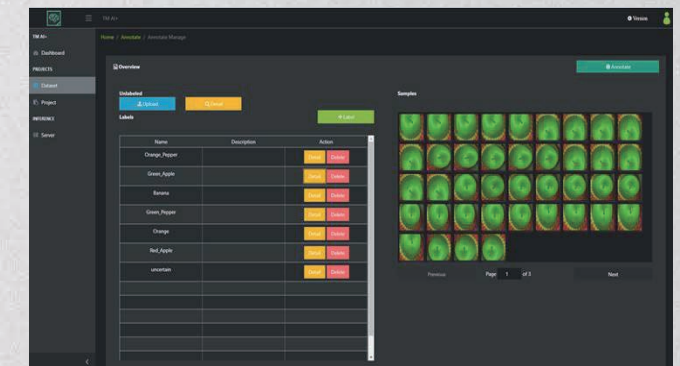 TM AI+
TM AI+
Version
Home / Annotate / Annotate Manage
Dashboard
PROJECTS
Dataset
Project
INFERENCE
Server
Overview
Annotate
Unlabeled
Upload
Detail
Labels
+ Label
Name Description Action
Orange_Pepper Detail Delete
Green_Apple Detail Delete
Banana Detail Delete
Green_Pepper Detail Delete
Orange Detail Delete
Red_Apple Detail Delete
uncertain Detail Delete
Samples
Previous Page 1 of 3 Next